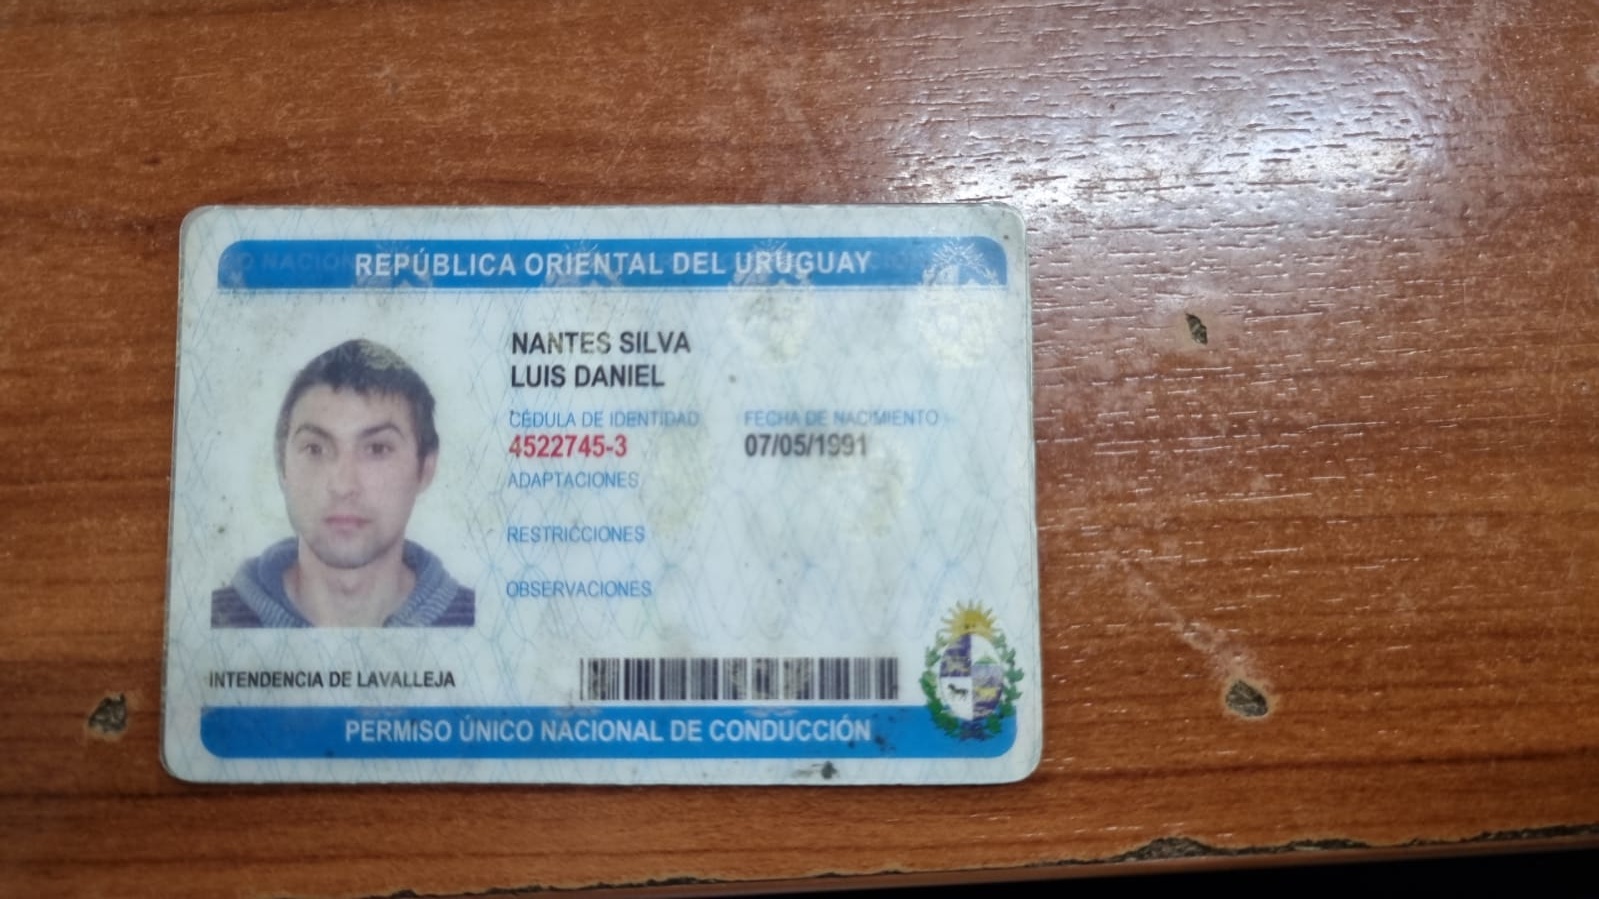 REPÚBLICA ORIENTAL DEL URUGUAY
NANTES SILVA
LUIS DANIEL
CÉDULA DE IDENTIDAD FECHA DE NACIMIENTO
4522745-3 07/05/1991
ADAPTACIONES
RESTRICCIONES
OBSERVACIONES
INTENDENCIA DE LAVALLEJA
PERMISO ÚNICO NACIONAL DE CONDUCCIÓN